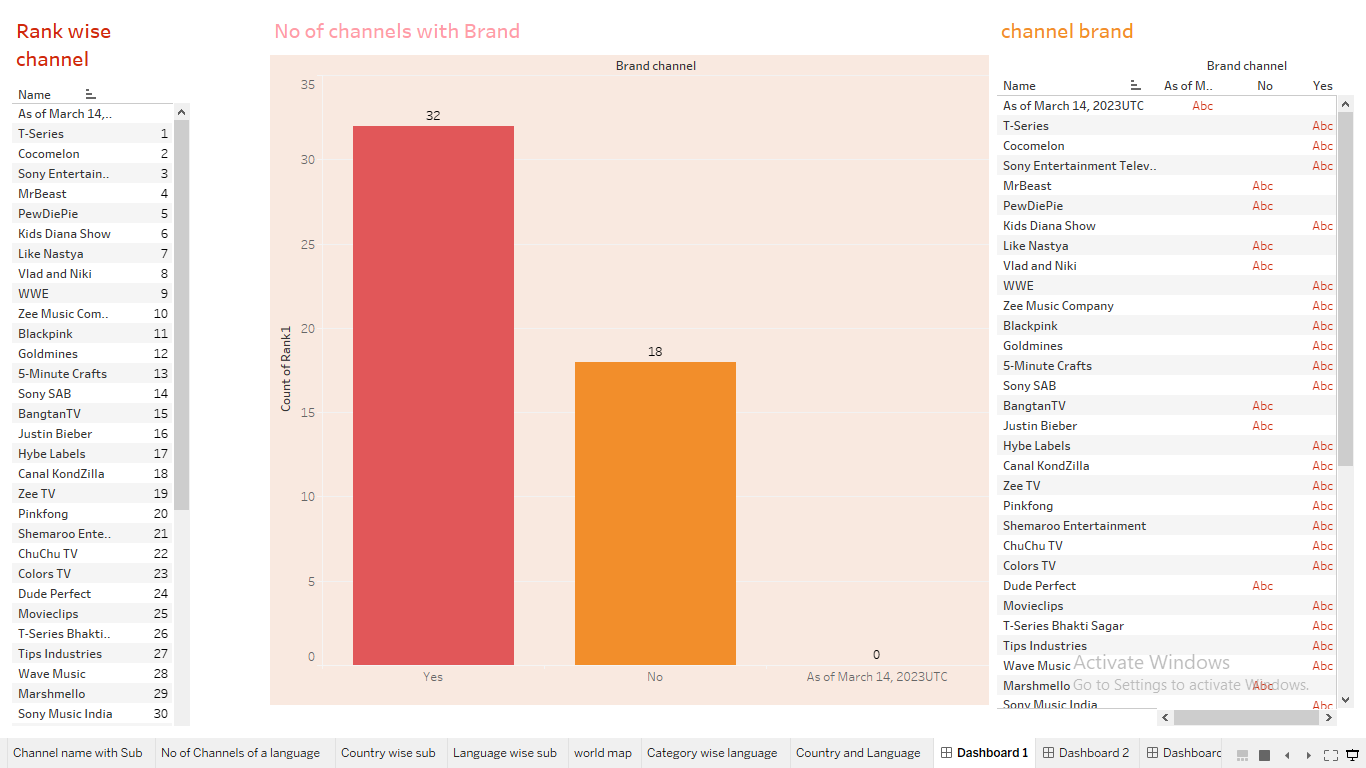 Rank wise
channel
Name
As of March 14,..
T-Series 1
Cocomelon 2
Sony Entertain.. 3
MrBeast 4
PewDiePie 5
Kids Diana Show 6
Like Nastya 7
Vlad and Niki 8
WWE 9
Zee Music Com.. 10
Blackpink 11
Goldmines 12
5-Minute Crafts 13
Sony SAB 14
BangtanTV 15
Justin Bieber 16
Hybe Labels 17
Canal KondZilla 18
Zee TV 19
Pinkfong 20
Shemaroo Ente.. 21
ChuChu TV 22
Colors TV 23
Dude Perfect 24
Movieclips 25
T-Series Bhakti.. 26
Tips Industries 27
Wave Music 28
Marshmello 29
Sony Music India 30
No of channels with Brand
Brand channel
Count of Rank1
35
30
25
20
15
10
5
0
32
18
0
Yes No As of March 14, 2023UTC
channel brand
Brand channel
Name As of M.. No Yes
As of March 14, 2023UTC Abc
T-Series Abc
Cocomelon Abc
Sony Entertainment Telev.. Abc
MrBeast Abc
PewDiePie Abc
Kids Diana Show Abc
Like Nastya Abc
Vlad and Niki Abc
WWE Abc
Zee Music Company Abc
Blackpink Abc
Goldmines Abc
5-Minute Crafts Abc
Sony SAB Abc
BangtanTV Abc
Justin Bieber Abc
Hybe Labels Abc
Canal KondZilla Abc
Zee TV Abc
Pinkfong Abc
Shemaroo Entertainment Abc
ChuChu TV Abc
Colors TV Abc
Dude Perfect Abc
Movieclips Abc
T-Series Bhakti Sagar Abc
Tips Industries Abc
Wave Music Abc
Marshmello Abc
Sony Music India Abc
Activate Windows
Go to Settings to activate Windows.
Channel name with Sub No of Channels of a language Country wise sub Language wise sub world map Category wise language Country and Language Dashboard 1 Dashboard 2 Dashboard